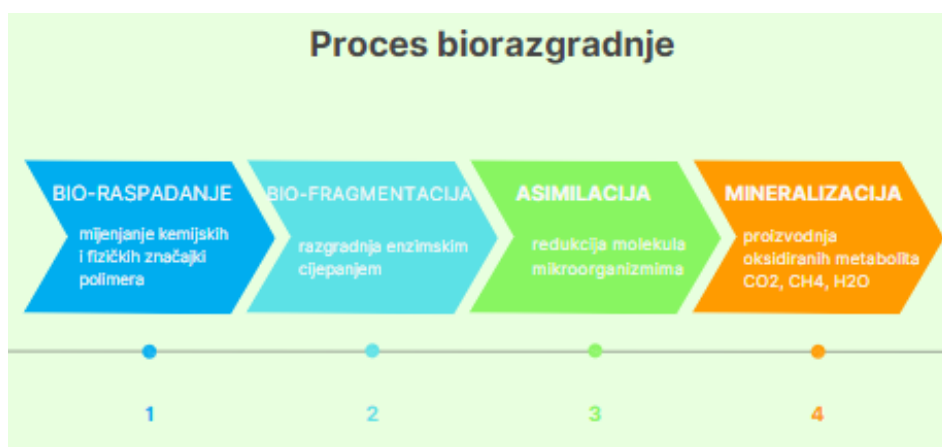 Proces biorazgradnje
BIO-RASPADANJE
mijenjanje kemijskih
i fizičkih značajki
polimera
BIO-FRAGMENTACIJA
razgradnja enzimskim
cijepanjem
ASIMILACIJA
redukcija molekula
mikroorganizmima
MINERALIZACIJA
proizvodnja
oksidiranih metabolita
CO2, CH4, H2O
1
2
3
4